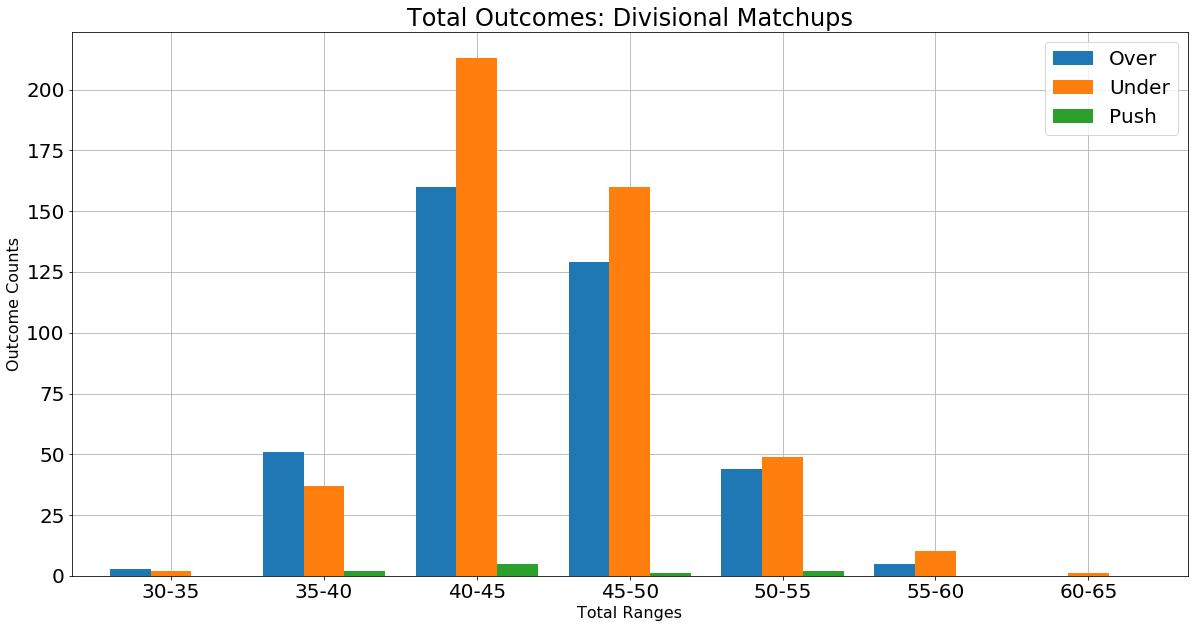 Total Outcomes: Divisional Matchups
Over
Under
Push
Outcome Counts
200
175
150
125
100
75
50
25
0
30-35 35-40 40-45 45-50 50-55 55-60 60-65
Total Ranges